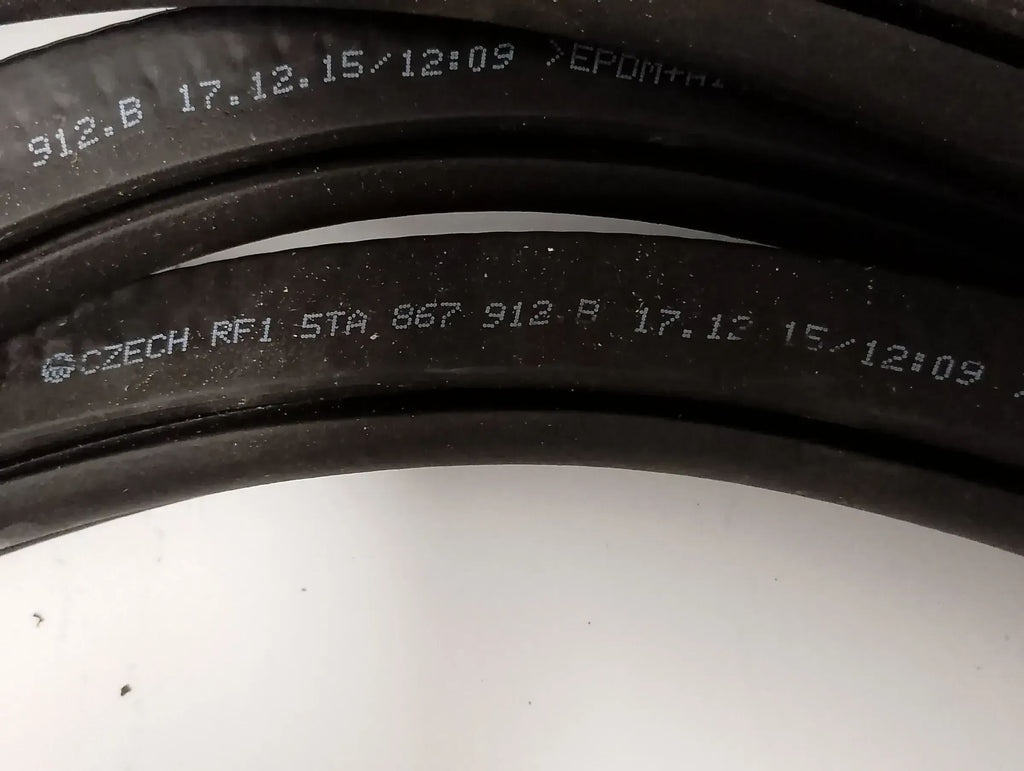 912.B 17.12.15/12:09 >EPDM+
CZECH RF1 5TA 867 912 B 17.12 15/12:09